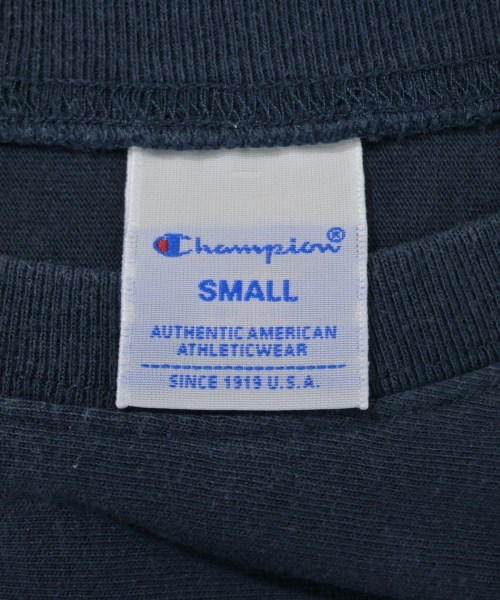 Champion®
SMALL
AUTHENTIC AMERICAN
ATHLETICWEAR
SINCE 1919 U.S.A.